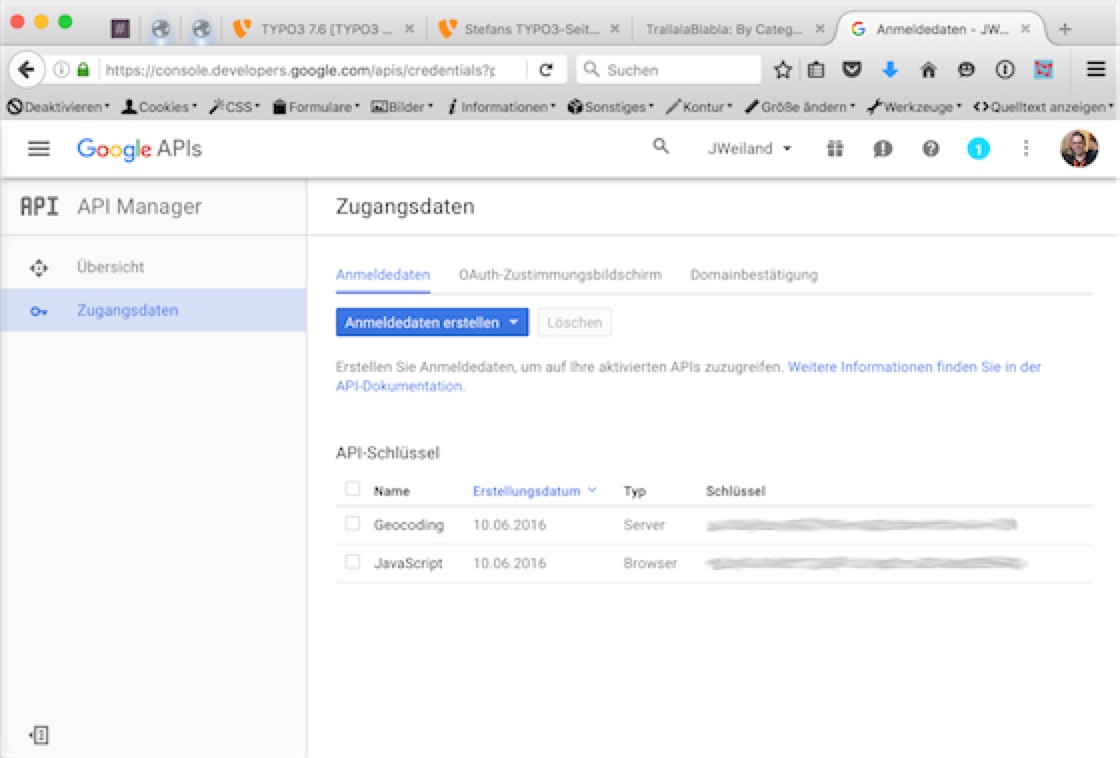 TYPO3 7.6 [TYPO3 ... × Stefans TYPO3-Seit... × TrallalaBlabla: By Categ... × Anmeldedaten - JW... × +
https://console.developers.google.com/apis/credentials?p Suchen
Deaktivieren Cookies CSS Formulare Bilder Informationen Sonstiges Kontur Größe ändern Werkzeuge Quelltext anzeigen
Google APIs JWeiland 1
API API Manager Zugangsdaten
Übersicht
Anmeldedaten OAuth-Zustimmungsbildschirm Domainbestätigung
Zugangsdaten
Anmeldedaten erstellen Löschen
Erstellen Sie Anmeldedaten, um auf Ihre aktivierten APIs zuzugreifen. Weitere Informationen finden Sie in der
API-Dokumentation.
API-Schlüssel
Name Erstellungsdatum Typ Schlüssel
Geocoding 10.06.2016 Server
JavaScript 10.06.2016 Browser